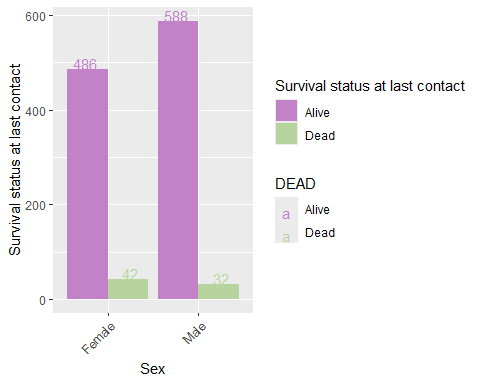 Survival status at last contact
600
400
200
0
486
42
588
32
Female
Male
Sex
Survival status at last contact
Alive
Dead
DEAD
a Alive
a Dead